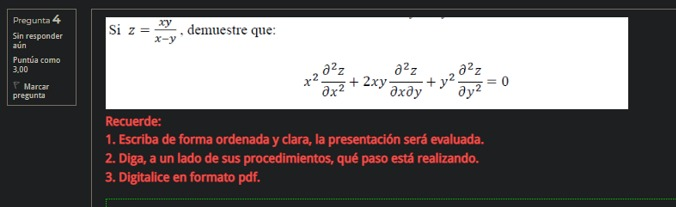 Pregunta 4
Sin responder
aún
Puntúa como
3,00
Marcar
pregunta
Si z = xy/(x−y), demuestre que:
x² ∂²z/∂x² + 2xy ∂²z/∂x∂y + y² ∂²z/∂y² = 0
Recuerde:
1. Escriba de forma ordenada y clara, la presentación será evaluada.
2. Diga, a un lado de sus procedimientos, qué paso está realizando.
3. Digitalice en formato pdf.